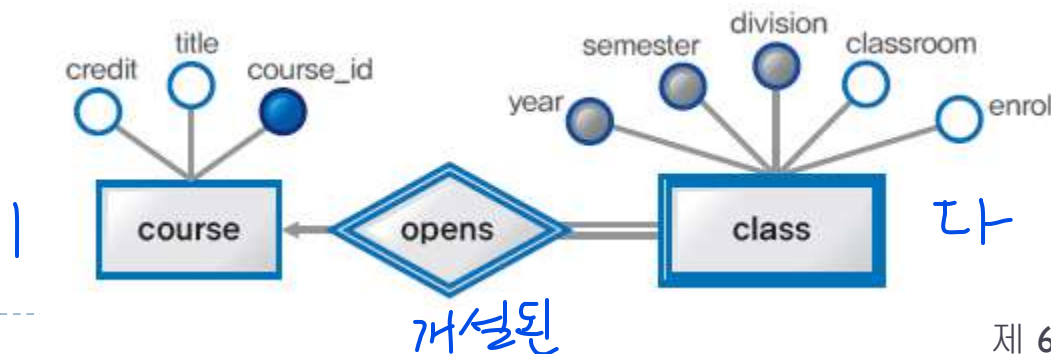 credit title course_id
year semester division classroom enrol
1 course opens class 다
개설된
제 6